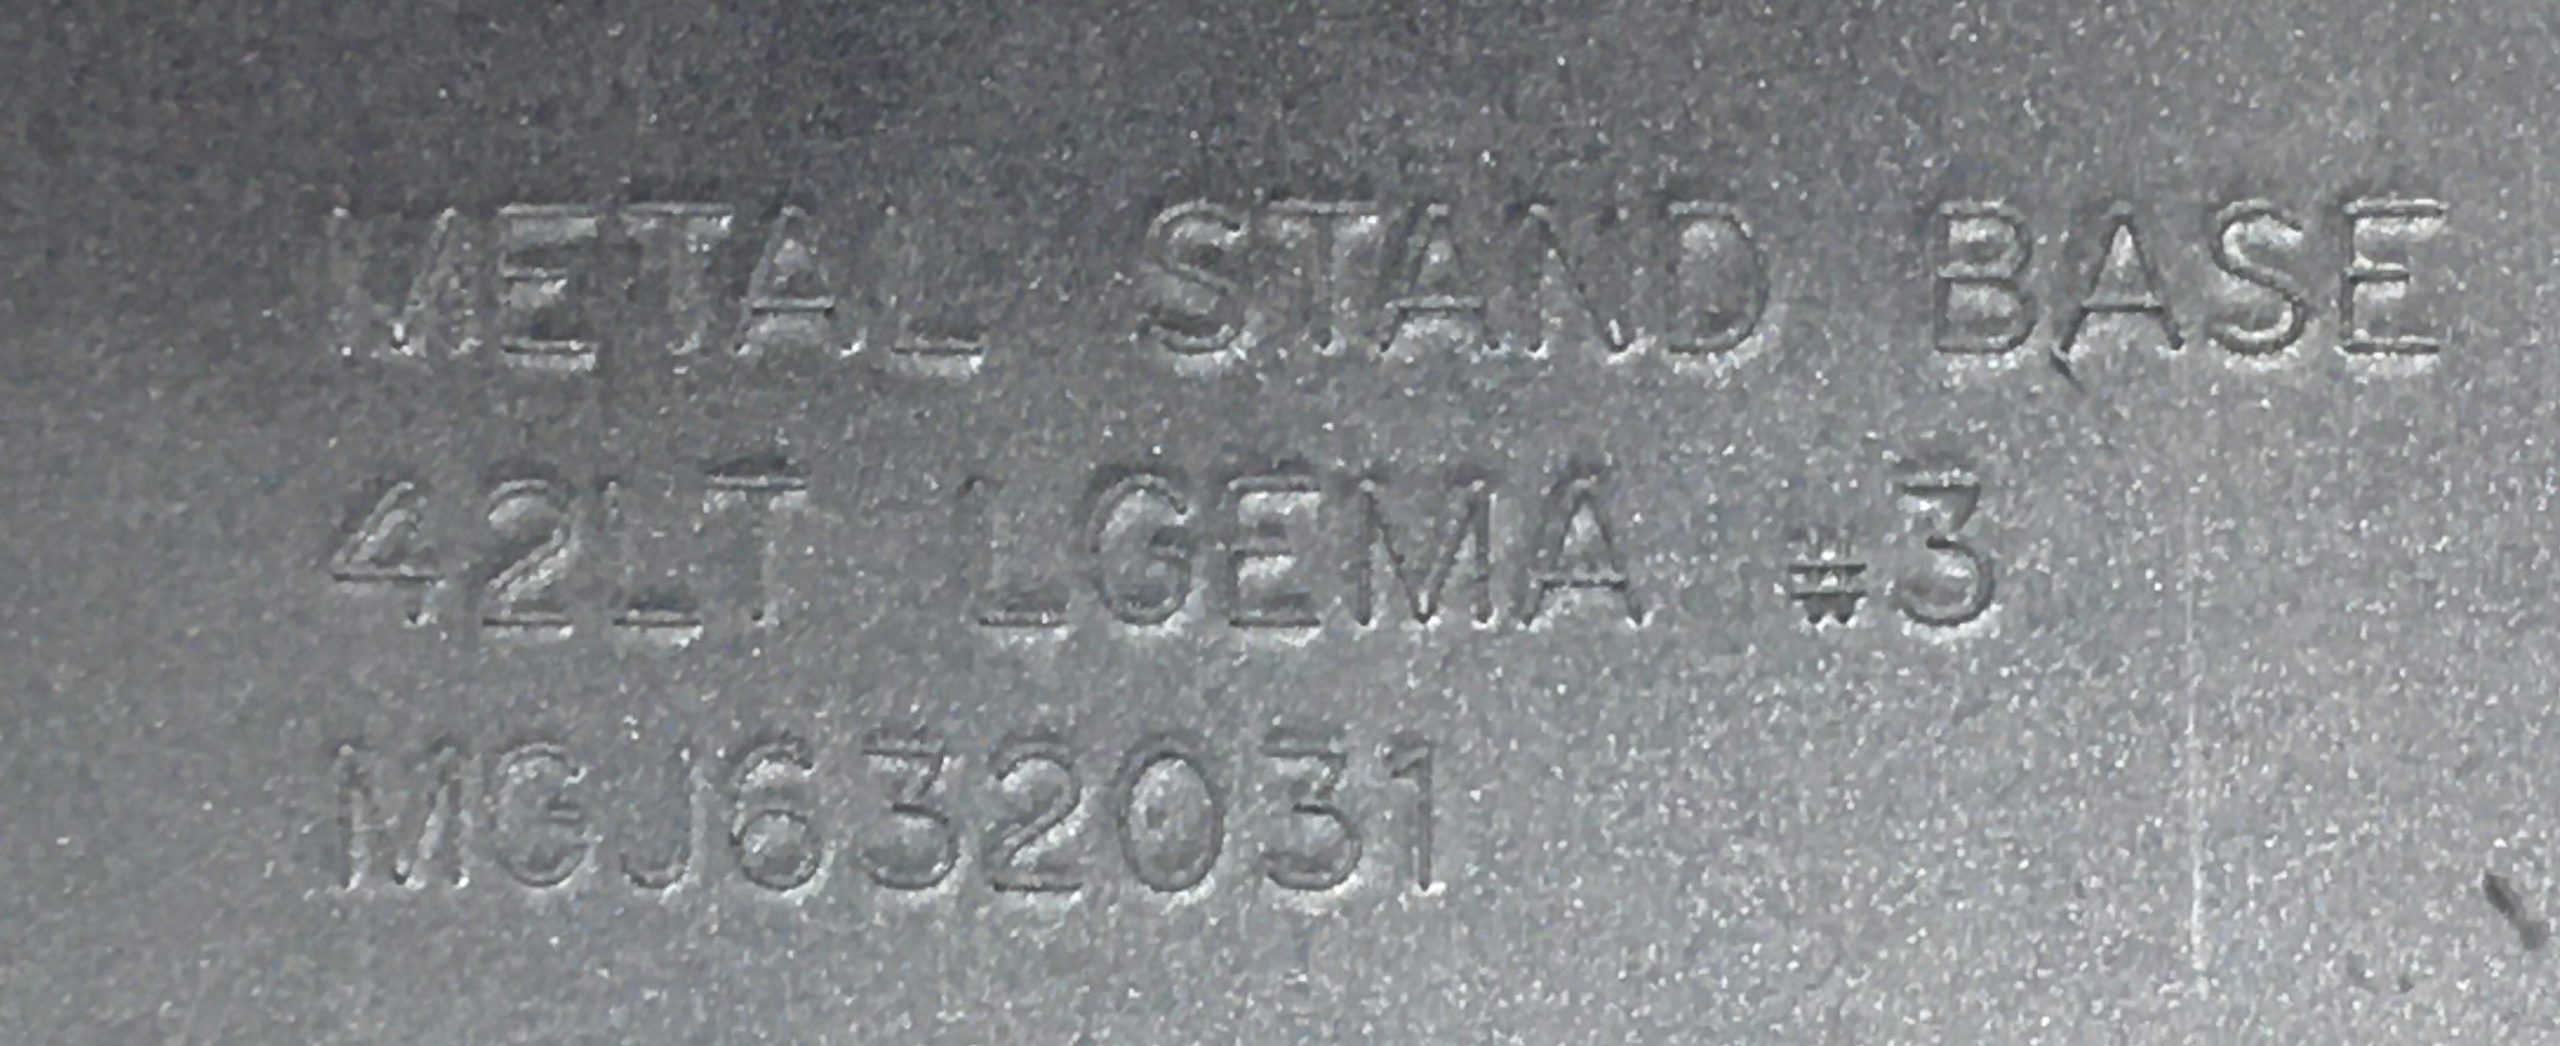 METAL STAND BASE
42LT LGEMA #3
MGJ632031